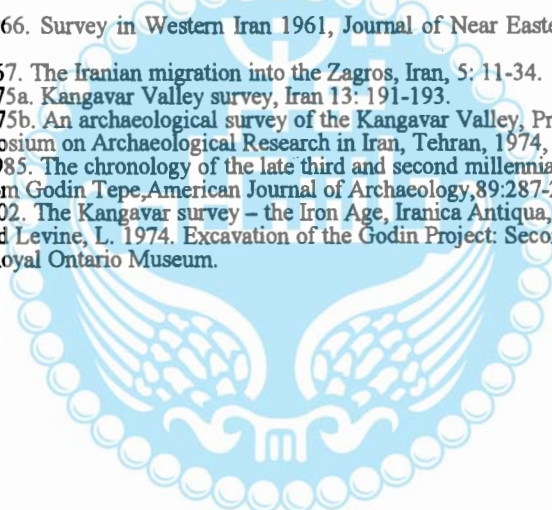 66. Survey in Western Iran 1961, Journal of Near Easte
67. The Iranian migration into the Zagros, Iran, 5: 11-34.
75a. Kangavar Valley survey, Iran 13: 191-193.
75b. An archaeological survey of the Kangavar Valley, Pr
osium on Archaeological Research in Iran, Tehran, 1974,
985. The chronology of the late third and second millennia
m Godin Tepe,American Journal of Archaeology,89:287-
02. The Kangavar survey – the Iron Age, Iranica Antiqua,
d Levine, L. 1974. Excavation of the Godin Project: Seco
oyal Ontario Museum.